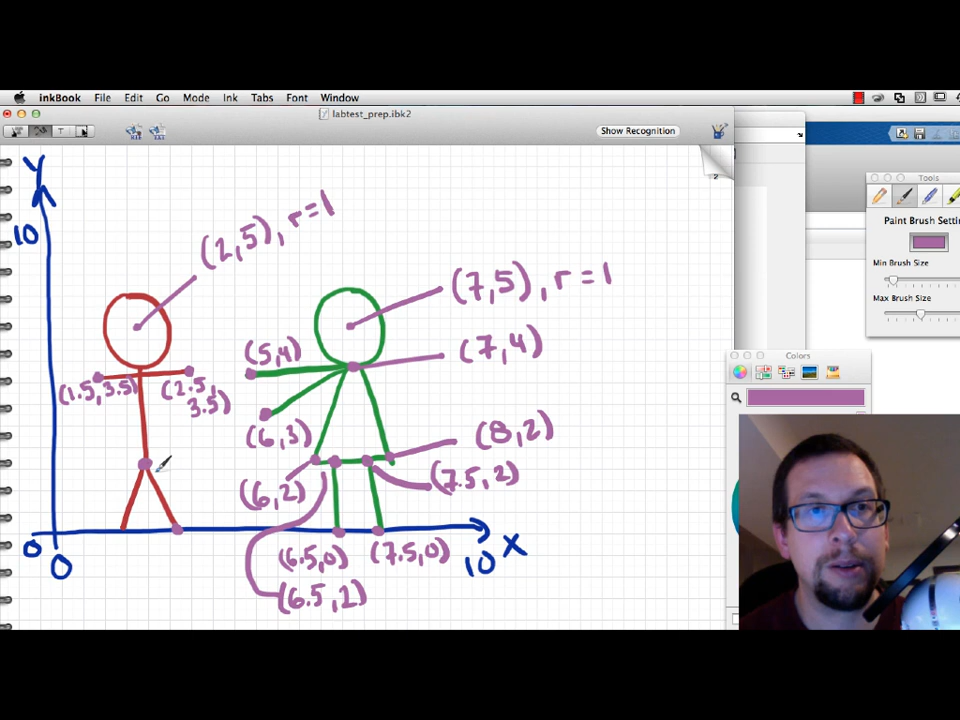 inkBook File Edit Go Mode Ink Tabs Font Window
labtest_prep.ibk2
Show Recognition
2
Tools
Paint Brush Setti
Min Brush Size
Max Brush Size
Colors
Y
10
(2,5), r=1
(7,5), r=1
(7,4)
(5,4)
(1.5,3.5)
(2.5,
3.5)
(6,3)
(8,2)
(7.5,2)
(6,2)
(6.5,0)
(7.5,0)
(6.5,2)
0
0
10 X